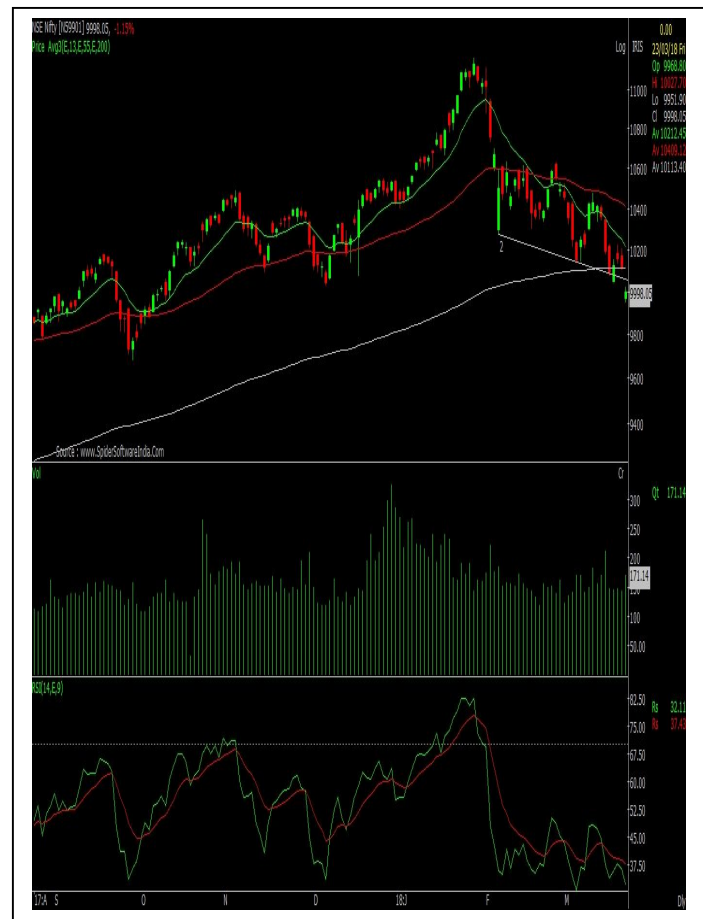 NSE Nifty [N59901] 9998.05, -1.15%
Price Avg3(E,13,E,55,E,200)
Log IRIS
0.00
23/03/18 Fri
Op 9968.80
Hi 10027.70
Lo 9951.90
Cl 9998.05
Av 10212.45
Av 10409.12
Av 10113.40
11000
10800
10600
10400
10200
9998.05
9800
9600
9400
2
Source : www.SpiderSoftwareIndia.Com
Vol Cr
Qt 171.14
300
250
200
171.14
150
100
50.00
RSI(14,E,9)
Rs 32.11
Rs 37.43
82.50
75.00
67.50
60.00
52.50
45.00
37.50
17:A S O N D 18:J F M Dly